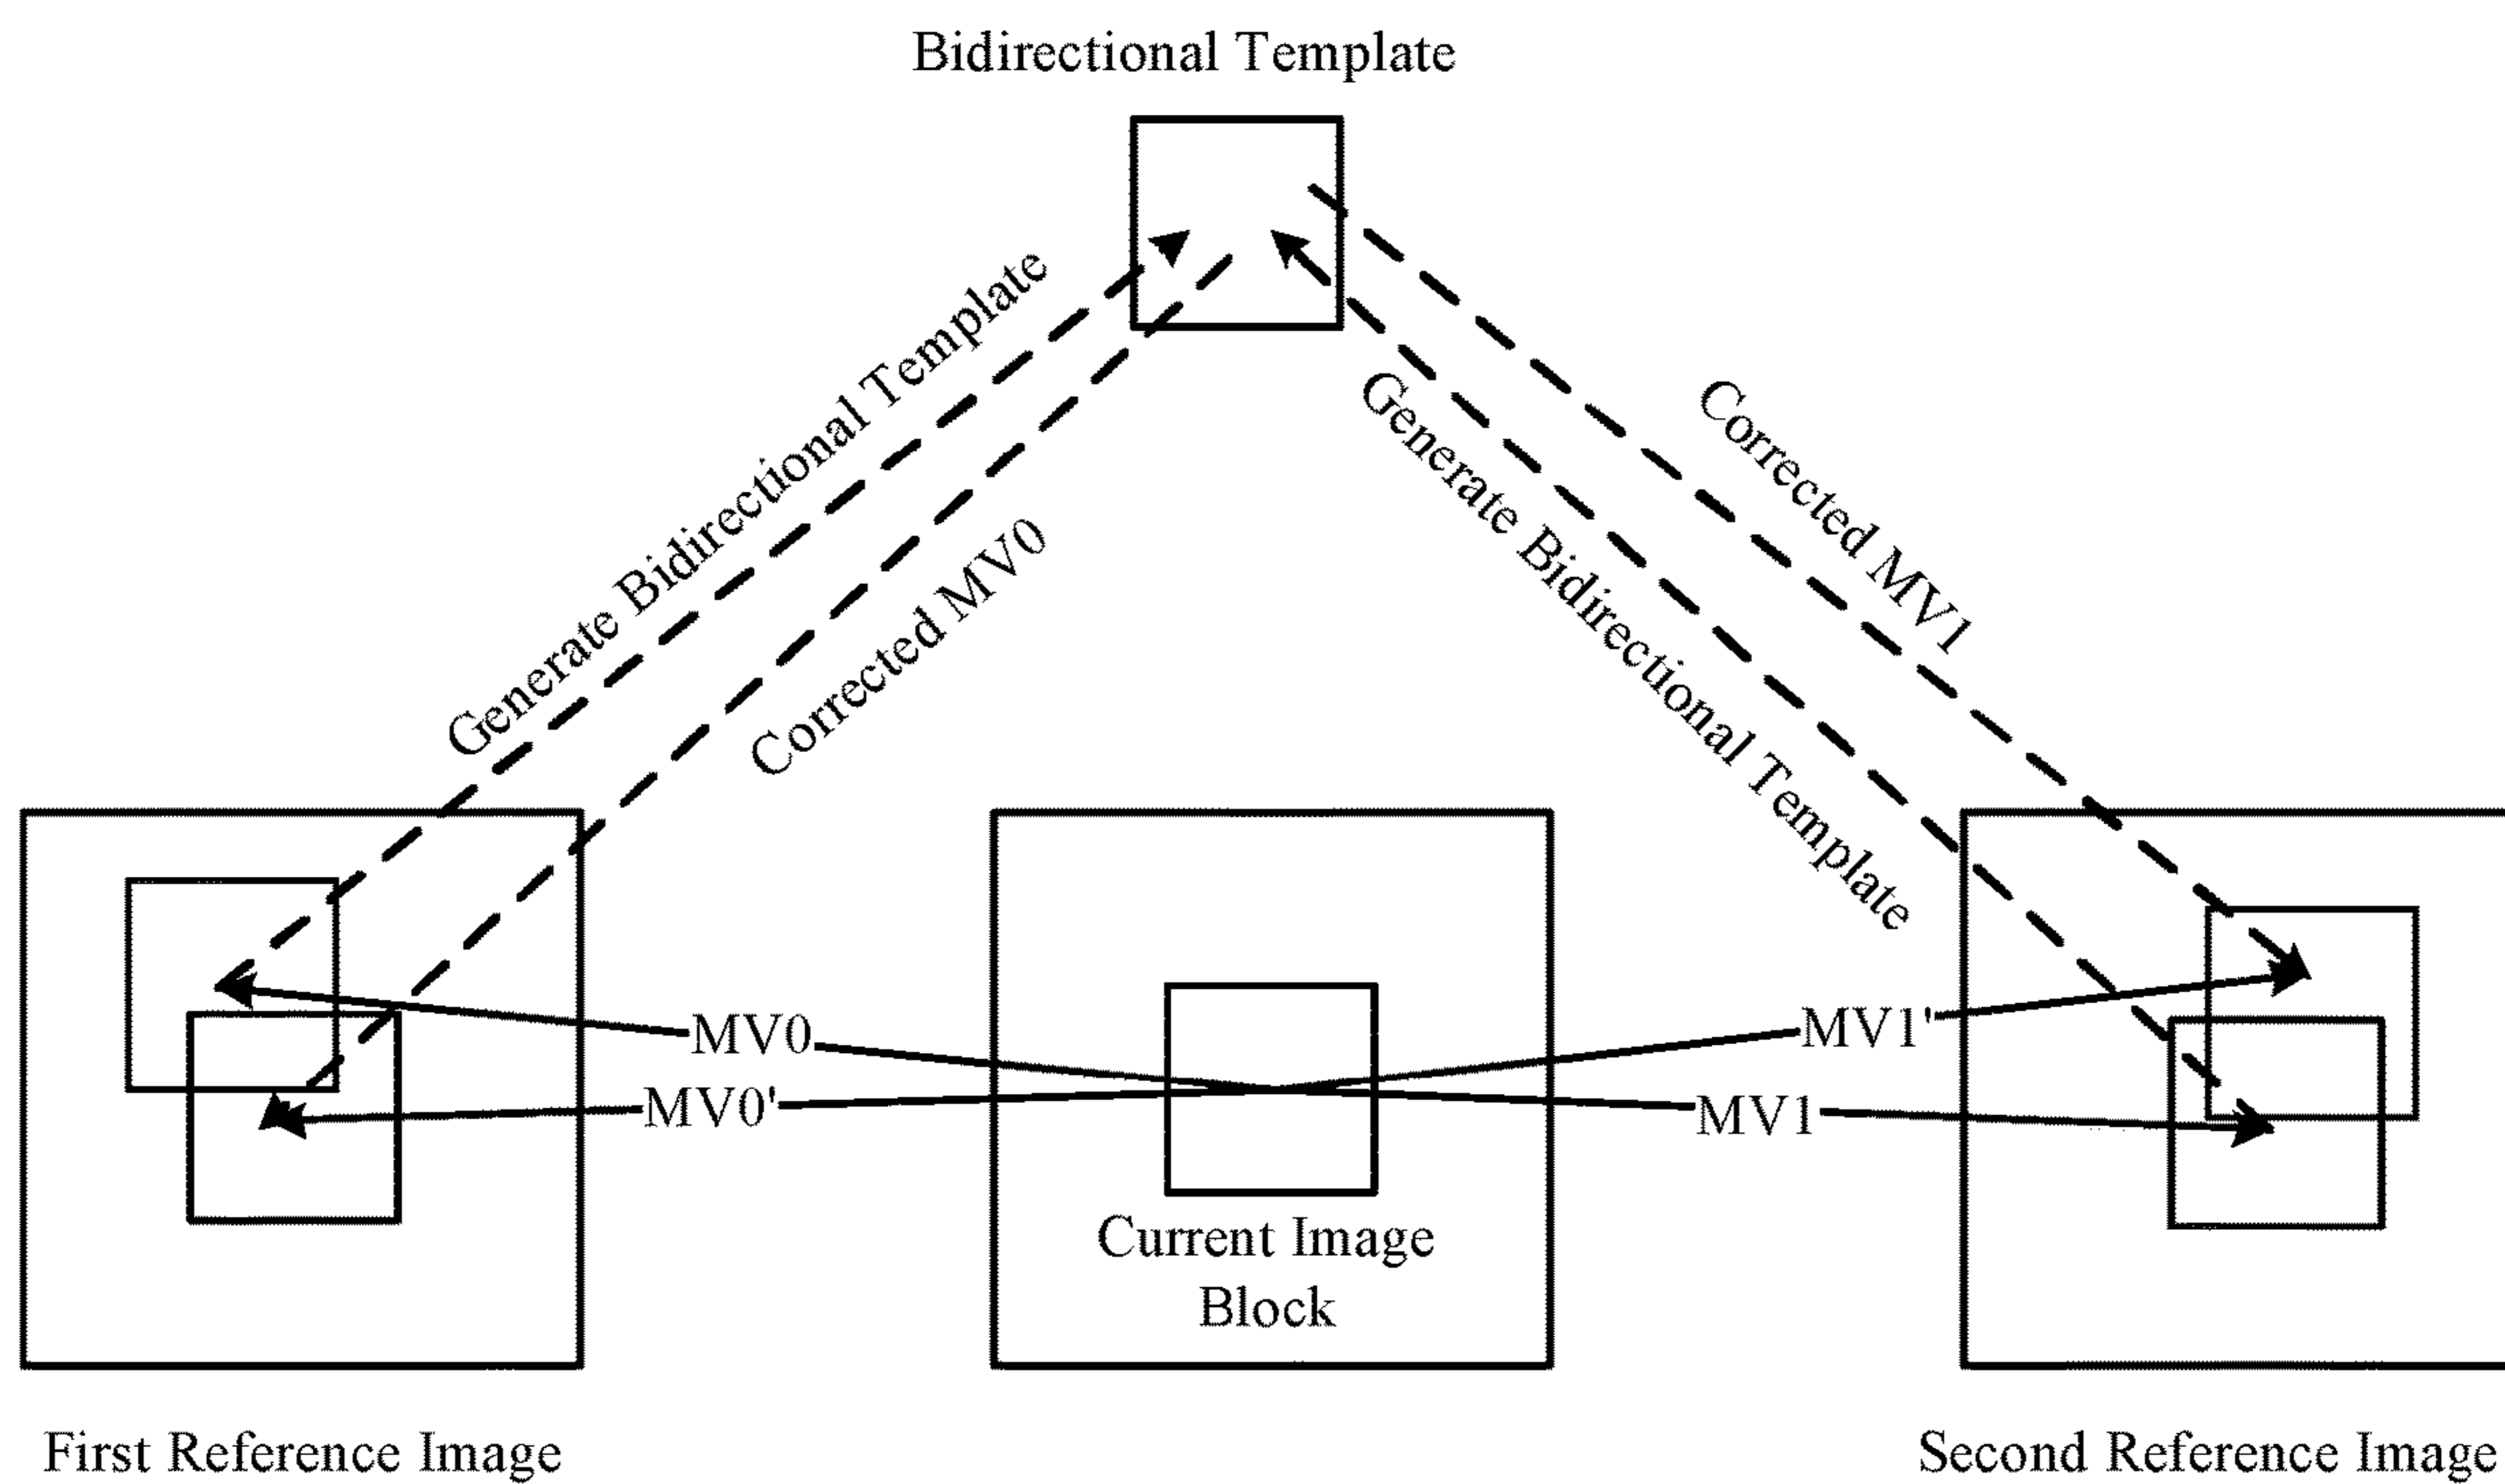 Bidirectional Template
Generate Bidirectional Template
Corrected MV0
Generate Bidirectional Template
Corrected MV1
MV0
MV0'
MV1'
MV1
Current Image
Block
First Reference Image
Second Reference Image